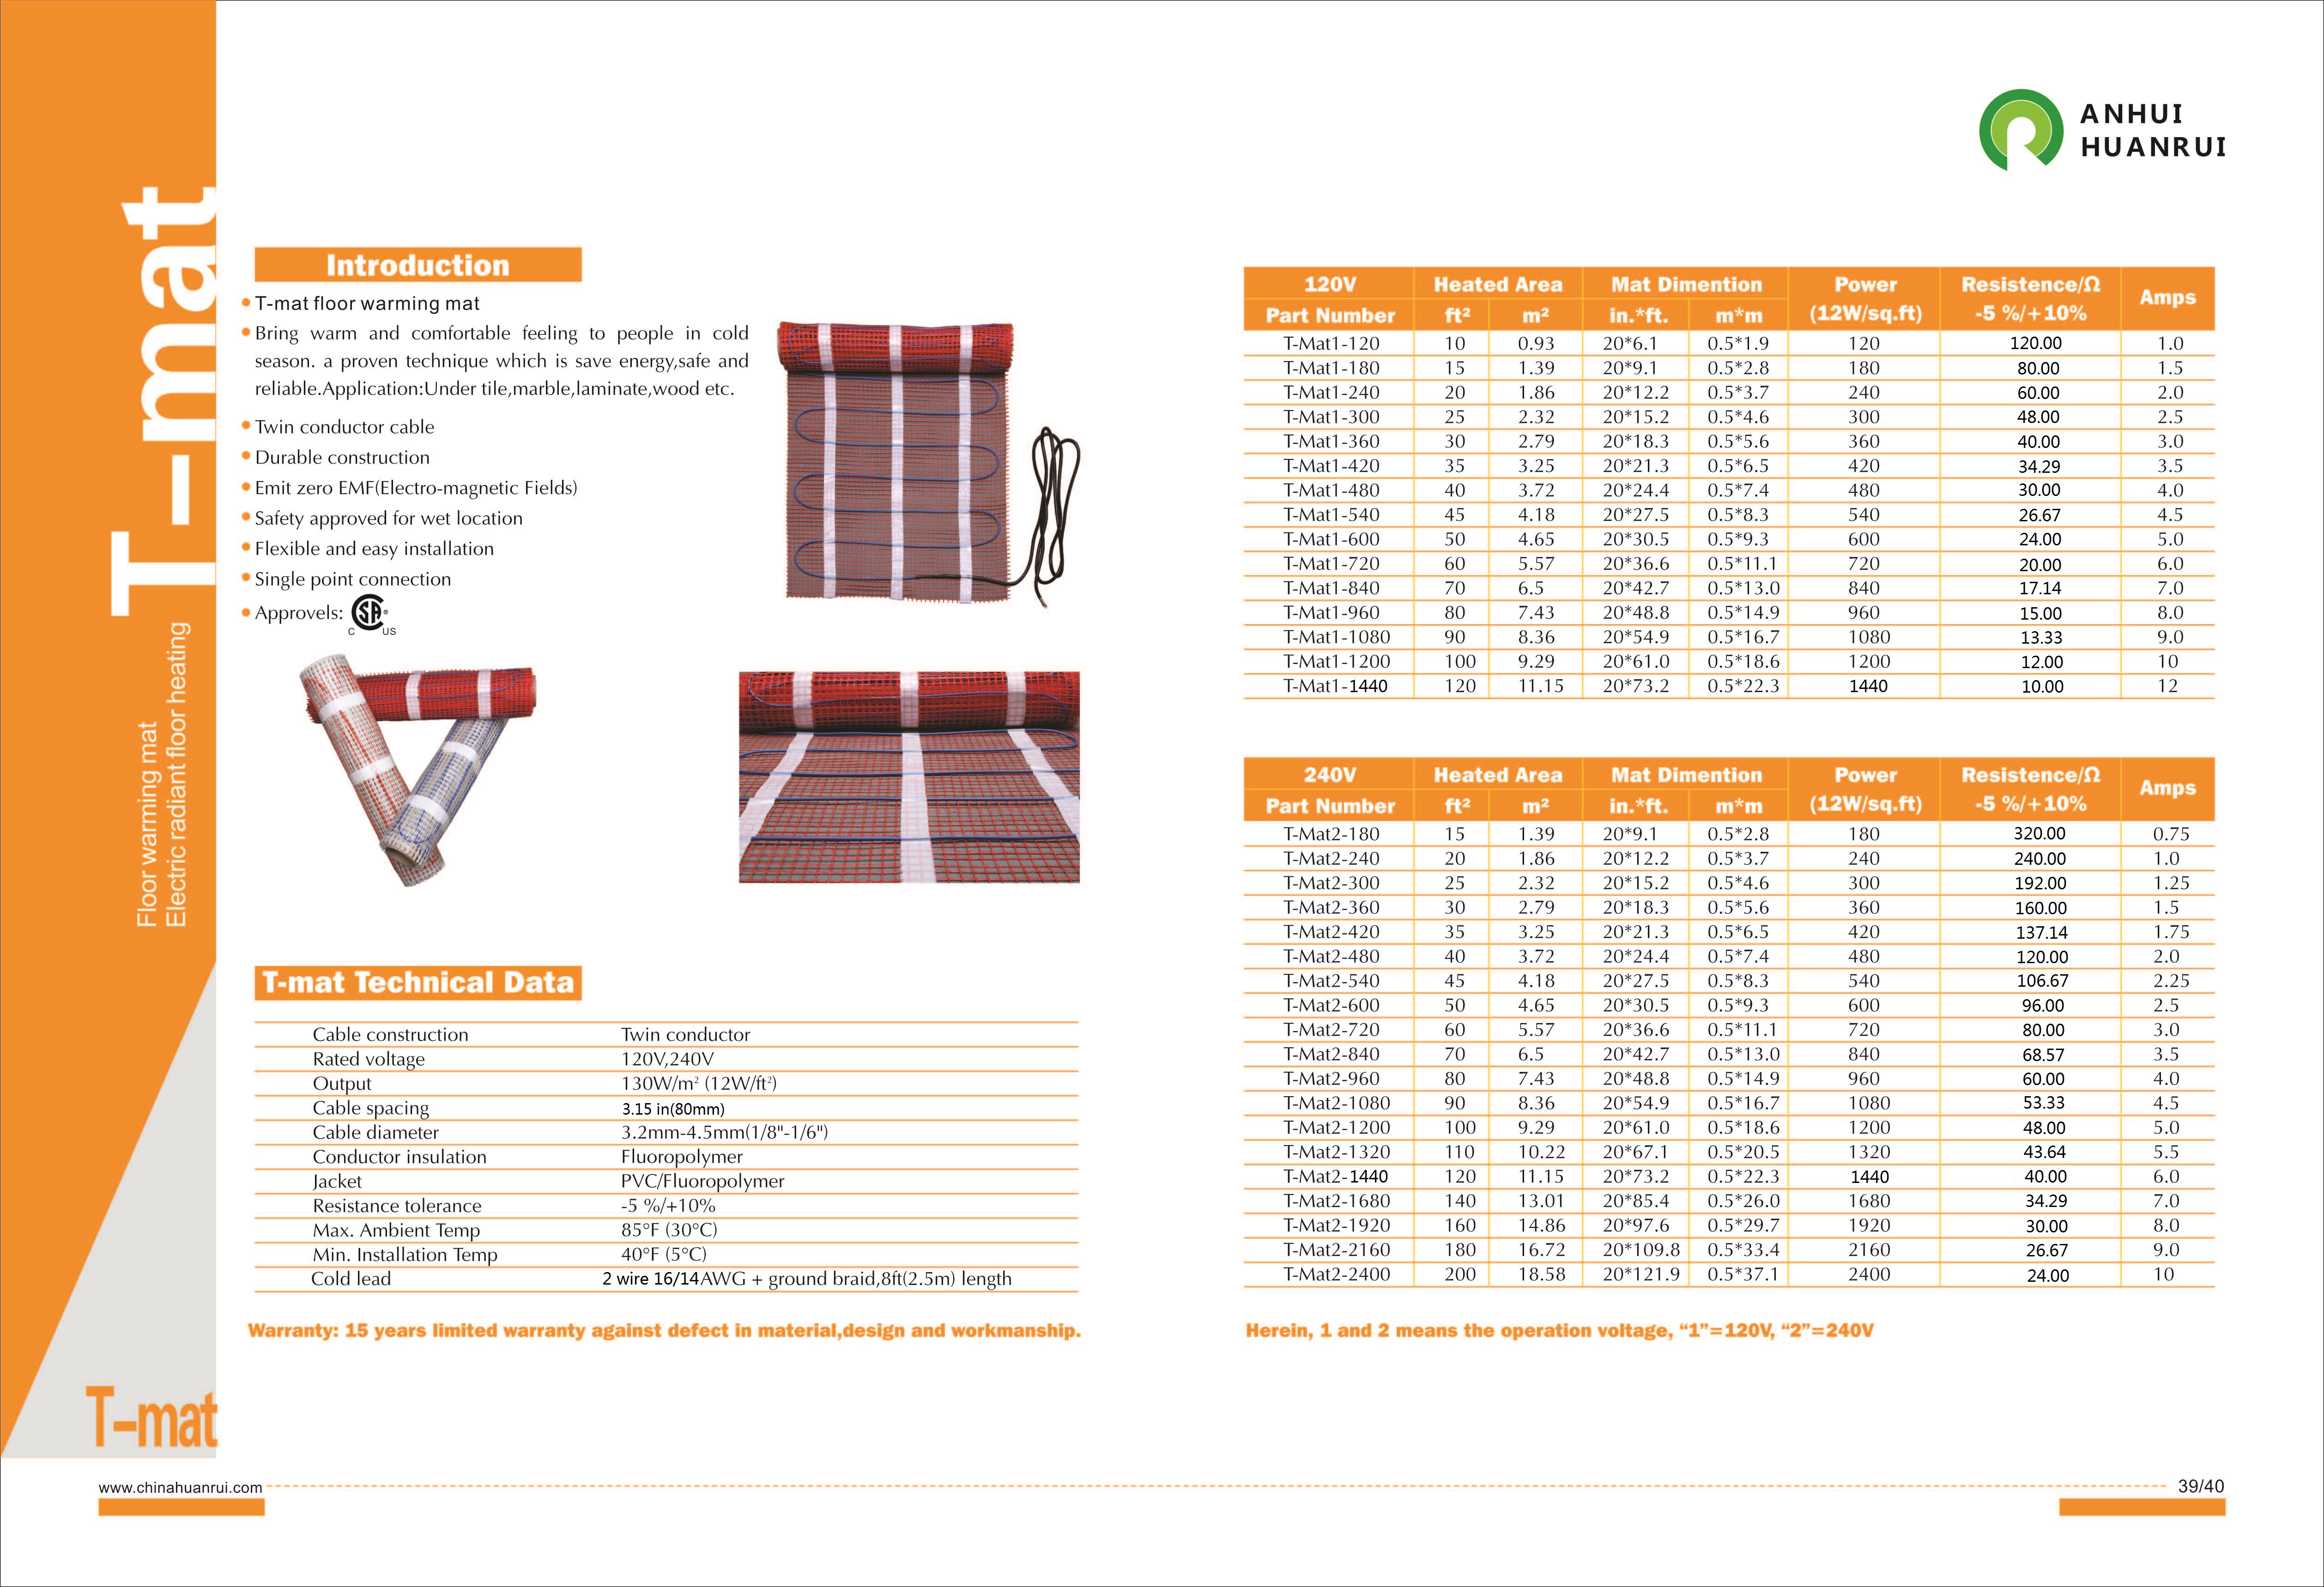 ANHUI
HUANRUI
T-mat
Floor warming mat
Electric radiant floor heating
Introduction
T-mat floor warming mat
Bring warm and comfortable feeling to people in cold
season. a proven technique which is save energy,safe and
reliable.Application:Under tile,marble,laminate,wood etc.
Twin conductor cable
Durable construction
Emit zero EMF(Electro-magnetic Fields)
Safety approved for wet location
Flexible and easy installation
Single point connection
Approvels: C SA ® C US
T-mat Technical Data
Cable construction Twin conductor
Rated voltage 120V,240V
Output 130W/m² (12W/ft²)
Cable spacing 3.15 in(80mm)
Cable diameter 3.2mm-4.5mm(1/8"-1/6")
Conductor insulation Fluoropolymer
Jacket PVC/Fluoropolymer
Resistance tolerance -5 %/+10%
Max. Ambient Temp 85°F (30°C)
Min. Installation Temp 40°F (5°C)
Cold lead 2 wire 16/14AWG + ground braid,8ft(2.5m) length
Warranty: 15 years limited warranty against defect in material,design and workmanship.
120V Heated Area Mat Dimention Power Resistence/Ω Amps
Part Number ft² m² in.*ft. m*m (12W/sq.ft) -5 %/+10%
T-Mat1-120 10 0.93 20*6.1 0.5*1.9 120 120.00 1.0
T-Mat1-180 15 1.39 20*9.1 0.5*2.8 180 80.00 1.5
T-Mat1-240 20 1.86 20*12.2 0.5*3.7 240 60.00 2.0
T-Mat1-300 25 2.32 20*15.2 0.5*4.6 300 48.00 2.5
T-Mat1-360 30 2.79 20*18.3 0.5*5.6 360 40.00 3.0
T-Mat1-420 35 3.25 20*21.3 0.5*6.5 420 34.29 3.5
T-Mat1-480 40 3.72 20*24.4 0.5*7.4 480 30.00 4.0
T-Mat1-540 45 4.18 20*27.5 0.5*8.3 540 26.67 4.5
T-Mat1-600 50 4.65 20*30.5 0.5*9.3 600 24.00 5.0
T-Mat1-720 60 5.57 20*36.6 0.5*11.1 720 20.00 6.0
T-Mat1-840 70 6.5 20*42.7 0.5*13.0 840 17.14 7.0
T-Mat1-960 80 7.43 20*48.8 0.5*14.9 960 15.00 8.0
T-Mat1-1080 90 8.36 20*54.9 0.5*16.7 1080 13.33 9.0
T-Mat1-1200 100 9.29 20*61.0 0.5*18.6 1200 12.00 10
T-Mat1-1440 120 11.15 20*73.2 0.5*22.3 1440 10.00 12
240V Heated Area Mat Dimention Power Resistence/Ω Amps
Part Number ft² m² in.*ft. m*m (12W/sq.ft) -5 %/+10%
T-Mat2-180 15 1.39 20*9.1 0.5*2.8 180 320.00 0.75
T-Mat2-240 20 1.86 20*12.2 0.5*3.7 240 240.00 1.0
T-Mat2-300 25 2.32 20*15.2 0.5*4.6 300 192.00 1.25
T-Mat2-360 30 2.79 20*18.3 0.5*5.6 360 160.00 1.5
T-Mat2-420 35 3.25 20*21.3 0.5*6.5 420 137.14 1.75
T-Mat2-480 40 3.72 20*24.4 0.5*7.4 480 120.00 2.0
T-Mat2-540 45 4.18 20*27.5 0.5*8.3 540 106.67 2.25
T-Mat2-600 50 4.65 20*30.5 0.5*9.3 600 96.00 2.5
T-Mat2-720 60 5.57 20*36.6 0.5*11.1 720 80.00 3.0
T-Mat2-840 70 6.5 20*42.7 0.5*13.0 840 68.57 3.5
T-Mat2-960 80 7.43 20*48.8 0.5*14.9 960 60.00 4.0
T-Mat2-1080 90 8.36 20*54.9 0.5*16.7 1080 53.33 4.5
T-Mat2-1200 100 9.29 20*61.0 0.5*18.6 1200 48.00 5.0
T-Mat2-1320 110 10.22 20*67.1 0.5*20.5 1320 43.64 5.5
T-Mat2-1440 120 11.15 20*73.2 0.5*22.3 1440 40.00 6.0
T-Mat2-1680 140 13.01 20*85.4 0.5*26.0 1680 34.29 7.0
T-Mat2-1920 160 14.86 20*97.6 0.5*29.7 1920 30.00 8.0
T-Mat2-2160 180 16.72 20*109.8 0.5*33.4 2160 26.67 9.0
T-Mat2-2400 200 18.58 20*121.9 0.5*37.1 2400 24.00 10
Herein, 1 and 2 means the operation voltage, “1”=120V, “2”=240V
T-mat
www.chinahuanrui.com
39/40